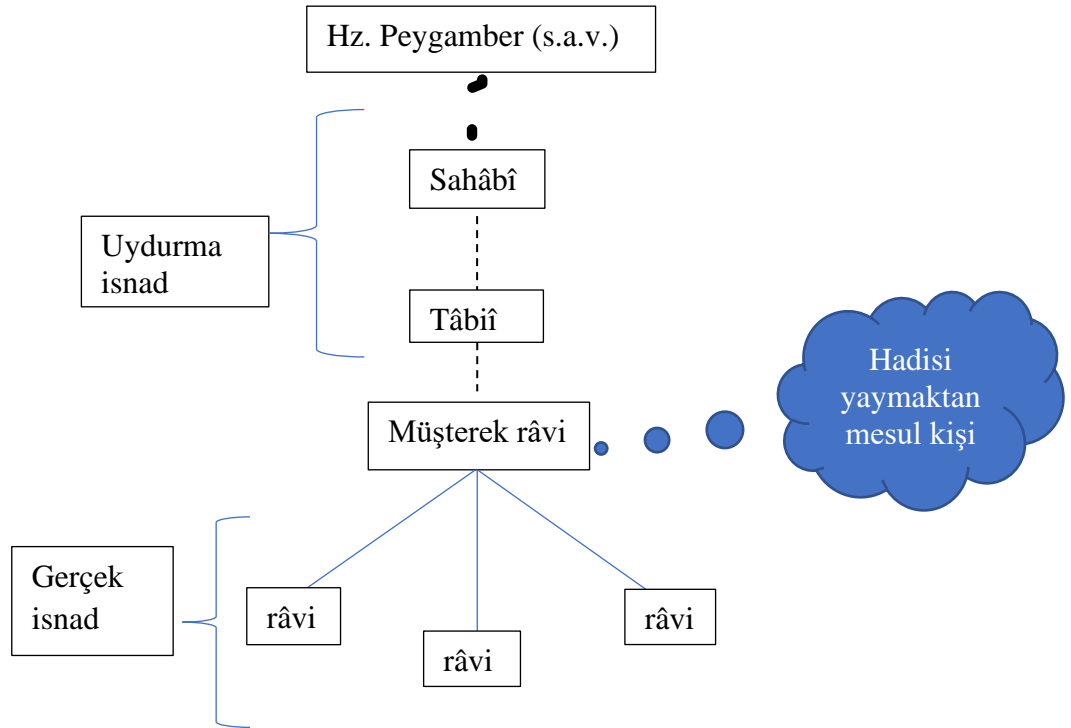 Hz. Peygamber (s.a.v.)
Sahâbî
Uydurma
isnad
Tâbiî
Hadisi
yaymaktan
mesul kişi
Müşterek râvi
Gerçek
isnad
râvi
râvi
râvi